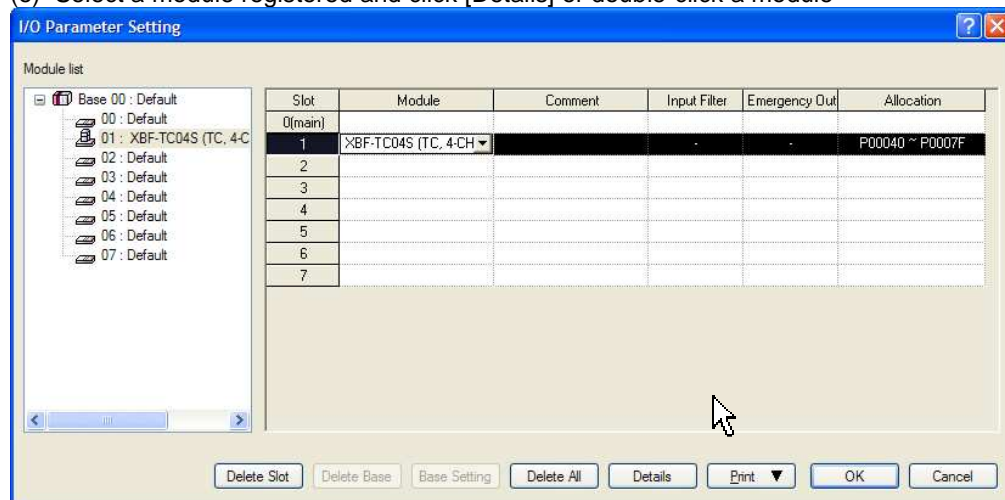 Select a module registered and click [Details] or double-click a module
I/O Parameter Setting
Module list
Base 00 : Default
00 : Default
01 : XBF-TC04S (TC, 4-C
02 : Default
03 : Default
04 : Default
05 : Default
06 : Default
07 : Default
Slot Module Comment Input Filter Emergency Out Allocation
0(main)
1 XBF-TC04S (TC, 4-CH - - P00040 ~ P0007F
2
3
4
5
6
7
Delete Slot Delete Base Base Setting Delete All Details Print ▼ OK Cancel